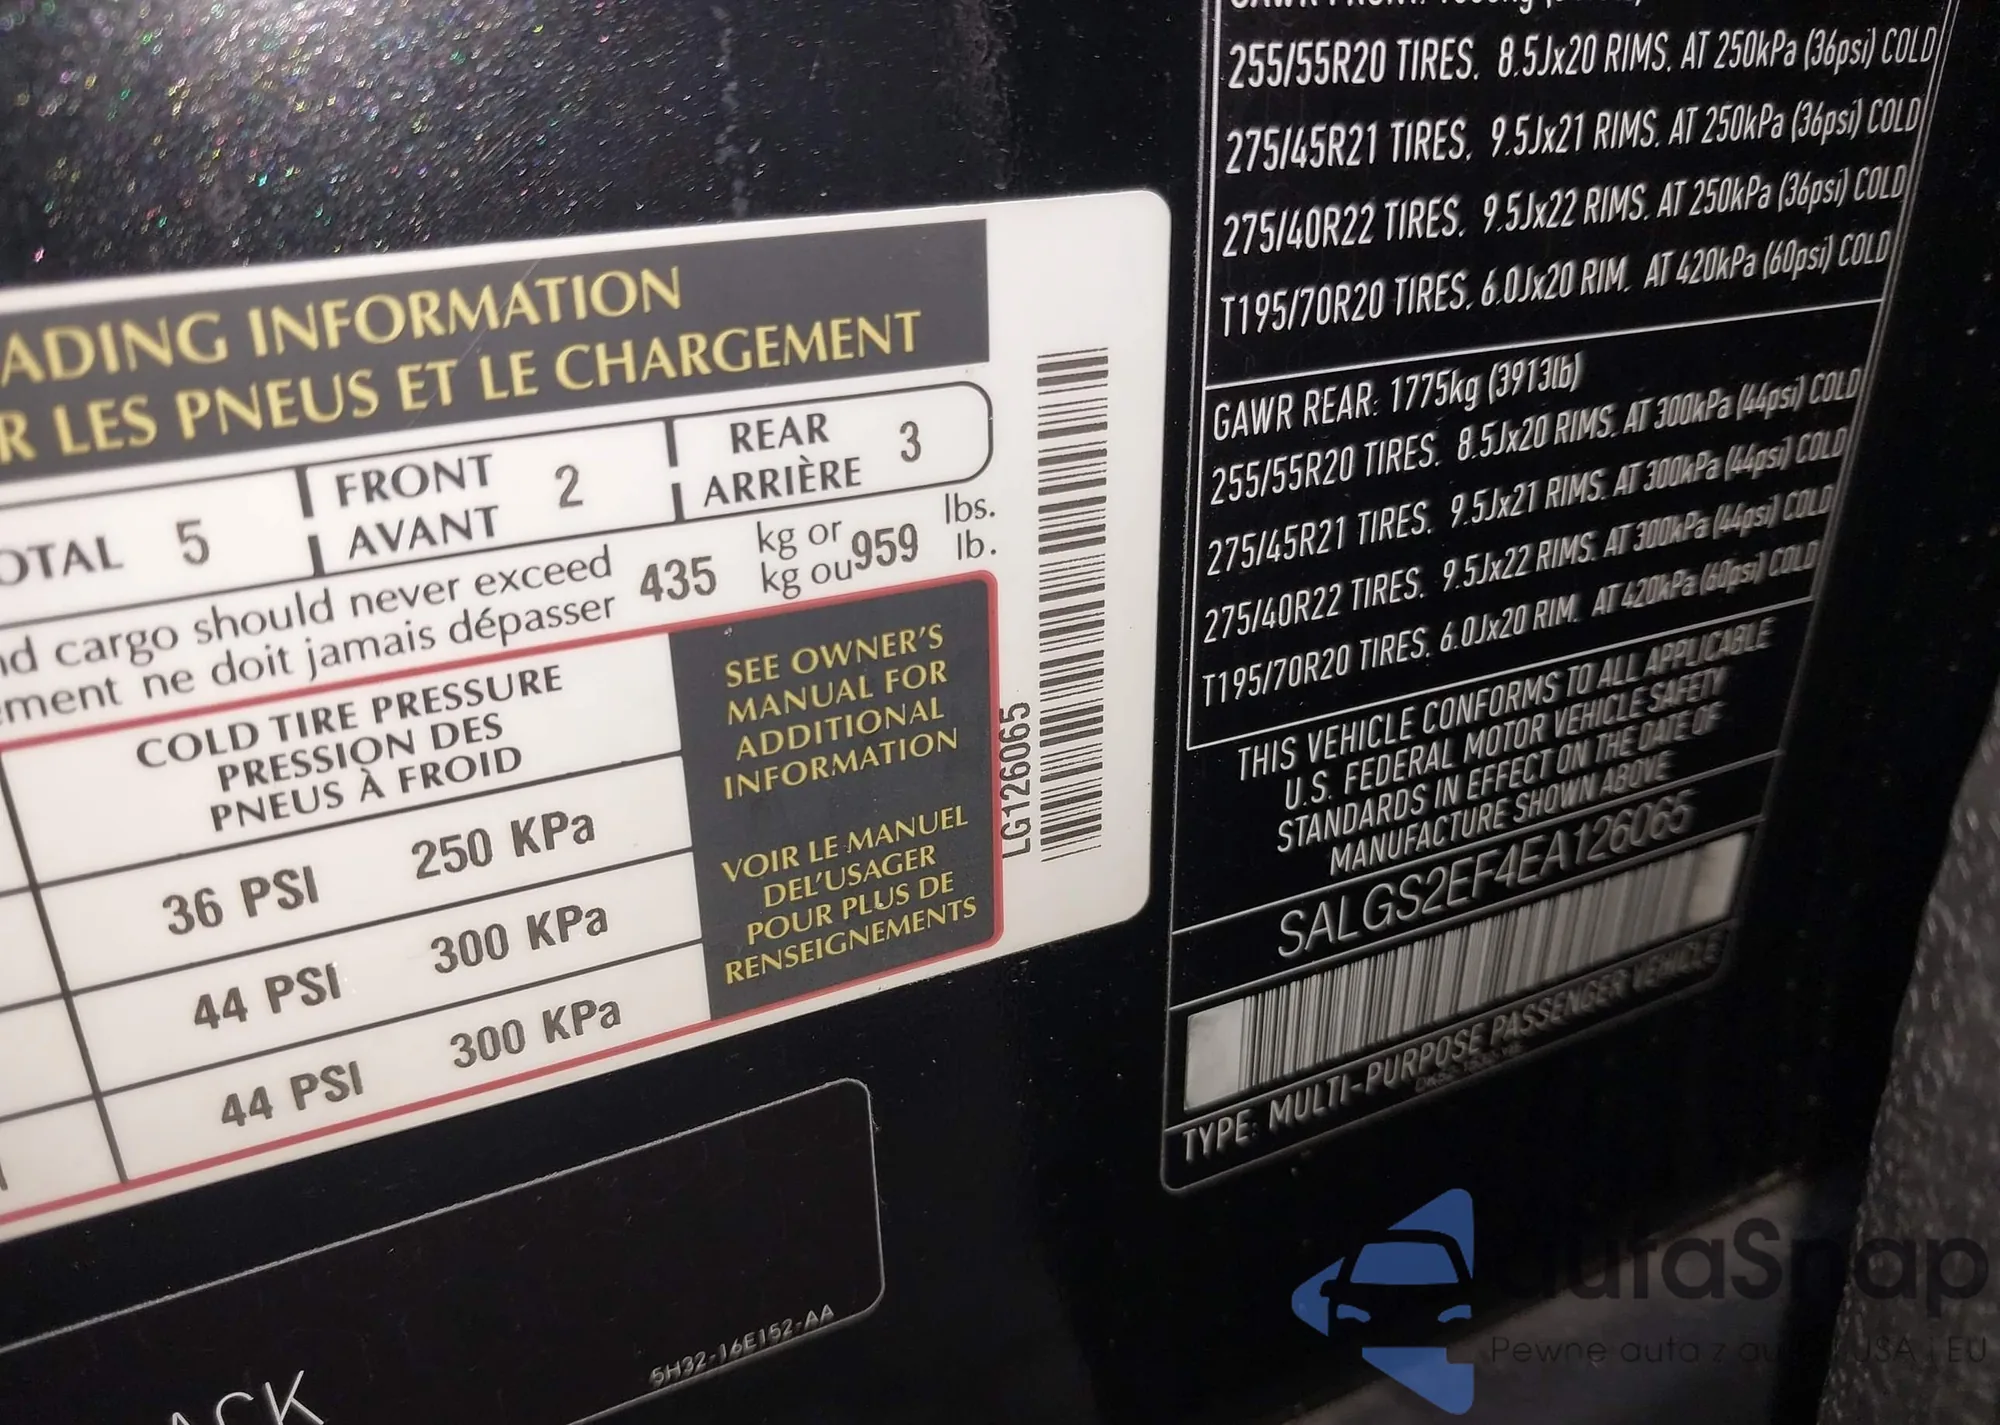 ADING INFORMATION
R LES PNEUS ET LE CHARGEMENT
OTAL 5
FRONT
AVANT 2
REAR
ARRIÈRE 3
nd cargo should never exceed
ement ne doit jamais dépasser
435 kg or 959 lbs.
kg ou lb.
COLD TIRE PRESSURE
PRESSION DES
PNEUS À FROID
36 PSI 250 KPa
44 PSI 300 KPa
44 PSI 300 KPa
SEE OWNER'S
MANUAL FOR
ADDITIONAL
INFORMATION
VOIR LE MANUEL
DEL'USAGER
POUR PLUS DE
RENSEIGNEMENTS
LG126065
5H32-16E152-AA
ACK
255/55R20 TIRES. 8.5Jx20 RIMS. AT 250kPa (36psi) COLD
275/45R21 TIRES. 9.5Jx21 RIMS. AT 250kPa (36psi) COLD
275/40R22 TIRES. 9.5Jx22 RIMS. AT 250kPa (36psi) COLD
T195/70R20 TIRES. 6.0Jx20 RIM. AT 420kPa (60psi) COLD
GAWR REAR: 1775kg (3913lb)
255/55R20 TIRES. 8.5Jx20 RIMS. AT 300kPa (44psi) COLD
275/45R21 TIRES. 9.5Jx21 RIMS. AT 300kPa (44psi) COLD
275/40R22 TIRES. 9.5Jx22 RIMS. AT 300kPa (44psi) COLD
T195/70R20 TIRES. 6.0Jx20 RIM. AT 420kPa (60psi) COLD
THIS VEHICLE CONFORMS TO ALL APPLICABLE
U.S. FEDERAL MOTOR VEHICLE SAFETY
STANDARDS IN EFFECT ON THE DATE OF
MANUFACTURE SHOWN ABOVE
SALGS2EF4EA126065
TYPE: MULTI-PURPOSE PASSENGER VEHICLE
autaSnap
Pewne auta z USA i EU